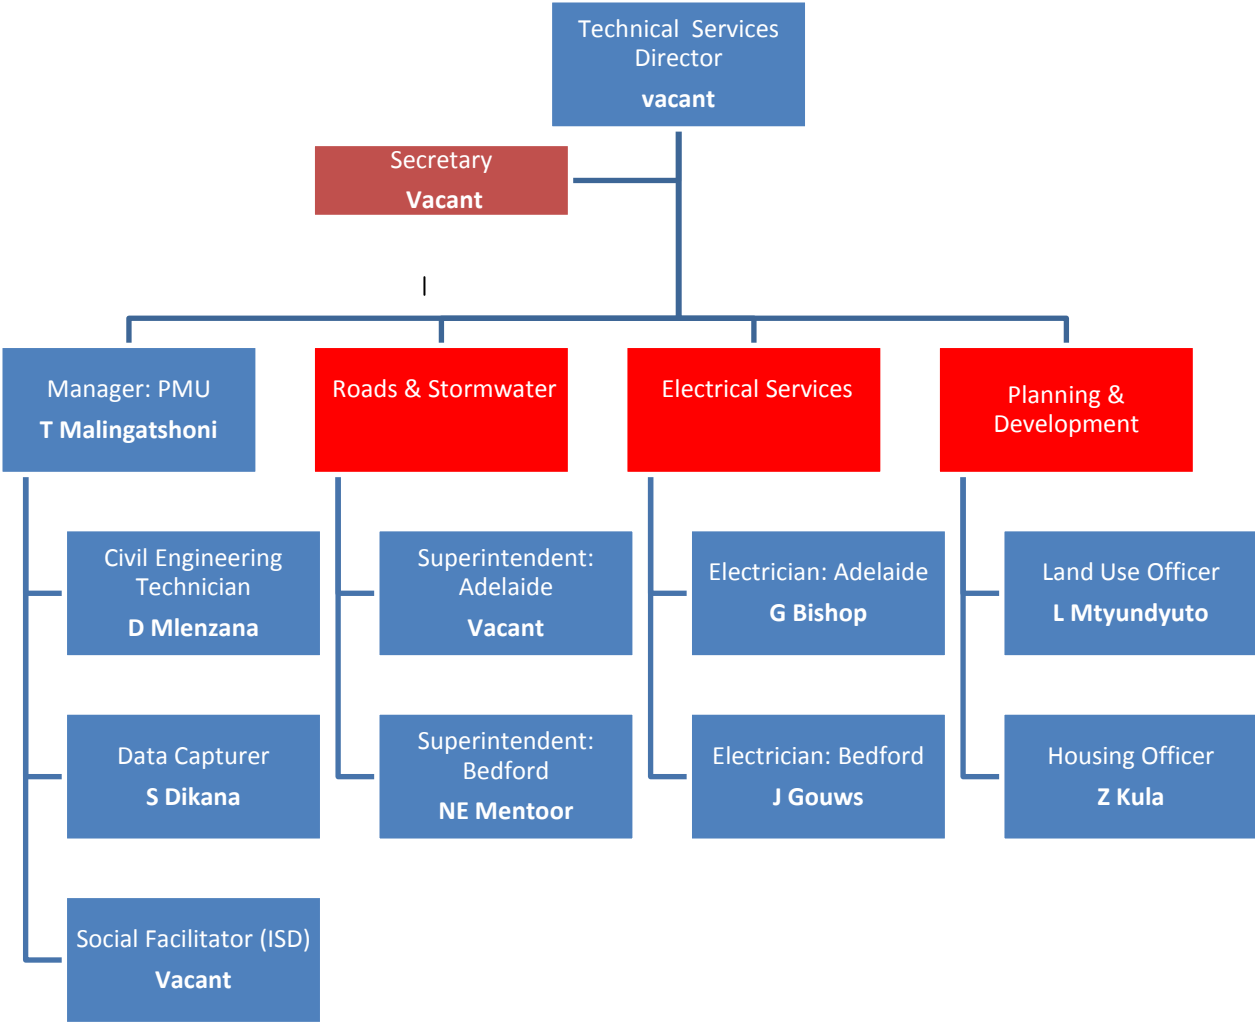 Technical Services
Director
vacant
Secretary
Vacant
Manager: PMU
T Malingatshoni
Roads & Stormwater
Electrical Services
Planning &
Development
Civil Engineering
Technician
D Mlenzana
Superintendent:
Adelaide
Vacant
Electrician: Adelaide
G Bishop
Land Use Officer
L Mtyundyuto
Data Capturer
S Dikana
Superintendent:
Bedford
NE Mentoor
Electrician: Bedford
J Gouws
Housing Officer
Z Kula
Social Facilitator (ISD)
Vacant